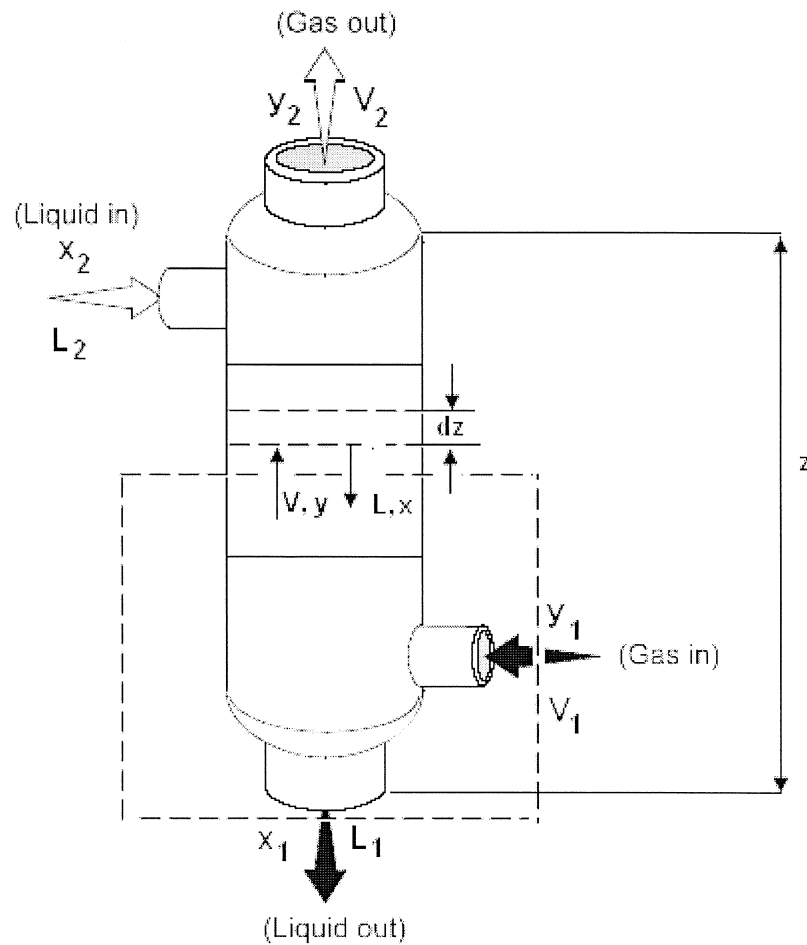 (Gas out)
y2 V2
(Liquid in)
x2
L2
dz
z
V, y L, x
y1
(Gas in)
V1
x1 L1
(Liquid out)